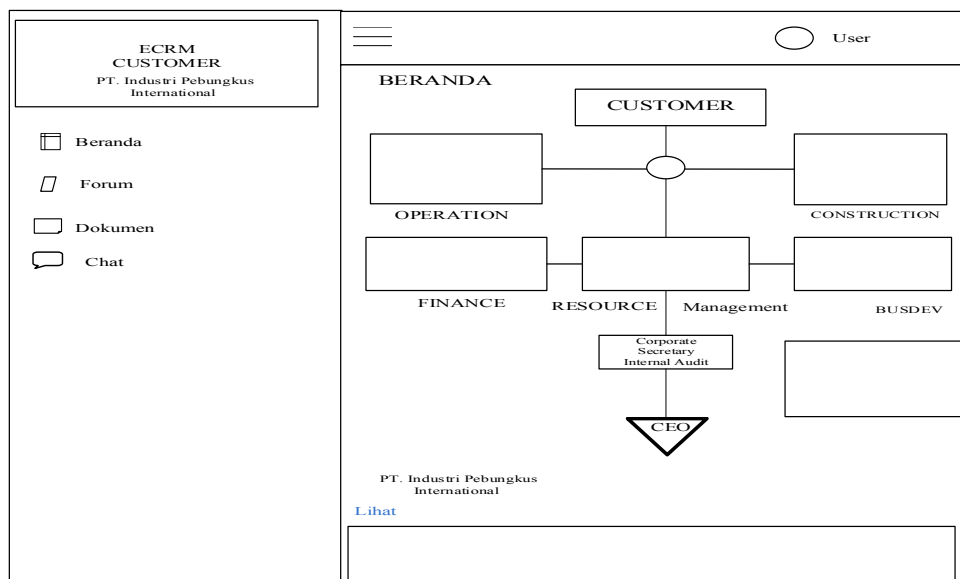 ECRM
CUSTOMER
PT. Industri Pebungkus
International
Beranda
Forum
Dokumen
Chat
User
BERANDA
CUSTOMER
OPERATION
CONSTRUCTION
FINANCE
RESOURCE Management
BUSDEV
Corporate
Secretary
Internal Audit
CEO
PT. Industri Pebungkus
International
Lihat